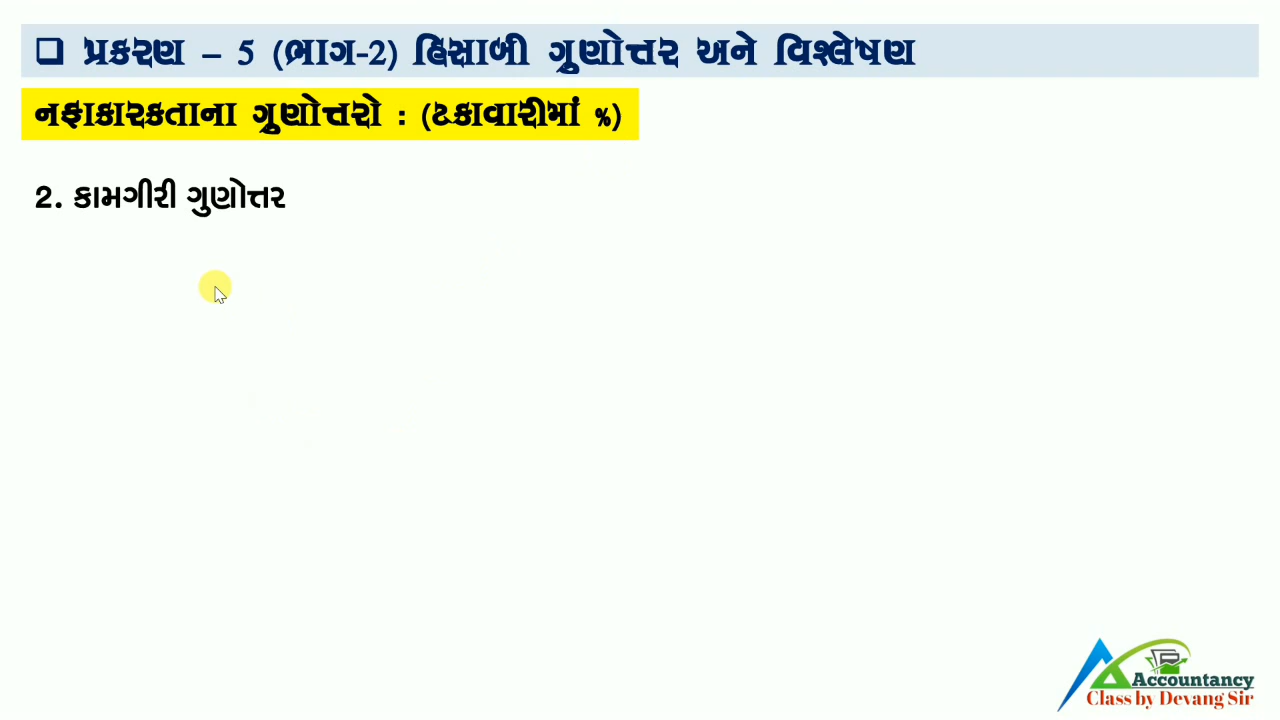 ❑ પ્રકરણ – 5 (ભાગ-2) હિસાબી ગુણોત્તર અને વિશ્લેષણ
નફાકારકતાના ગુણોત્તરો : (ટકાવારીમાં %)
2. કામગીરી ગુણોત્તર
Accountancy
Class by Devang Sir